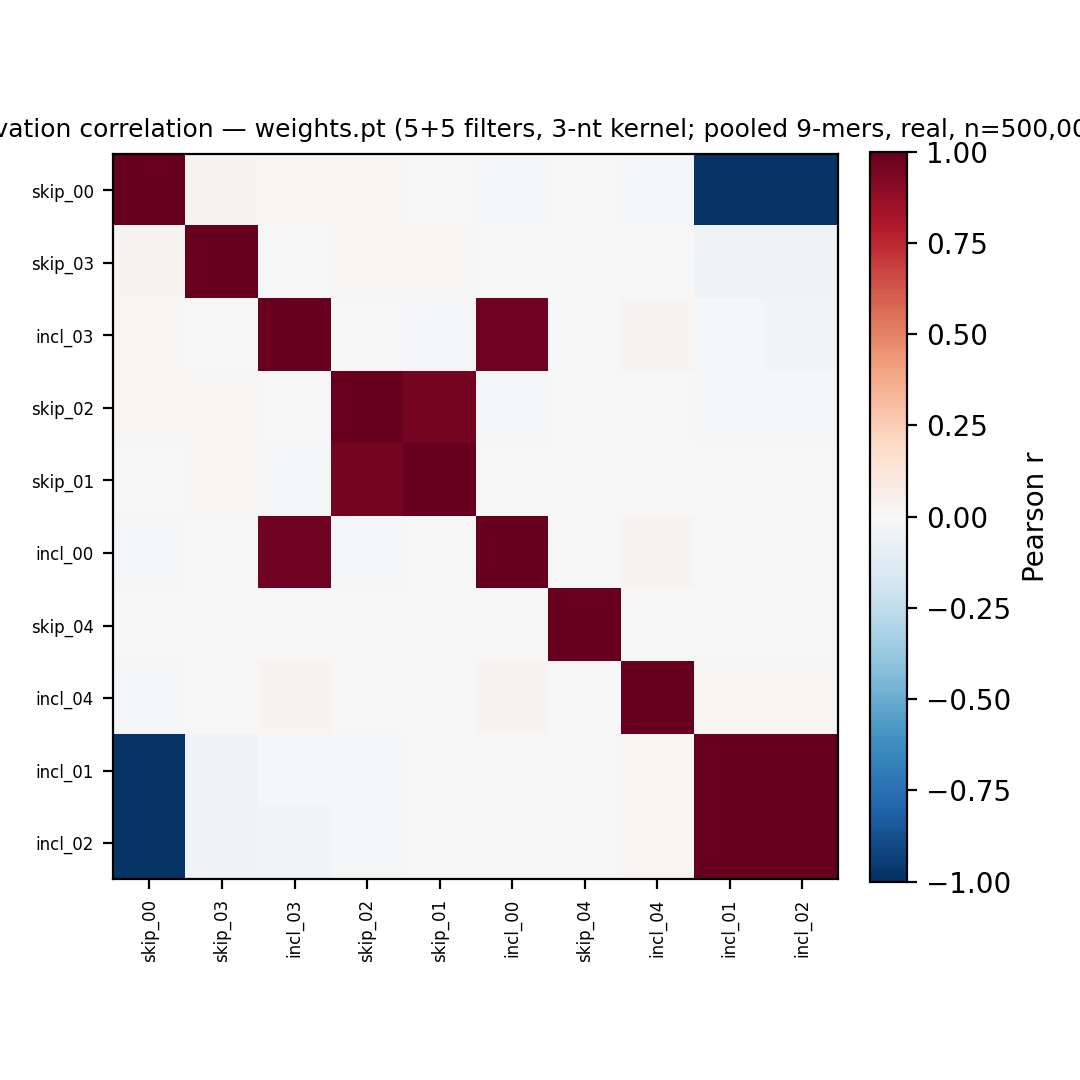 vation correlation — weights.pt (5+5 filters, 3-nt kernel; pooled 9-mers, real, n=500,00
skip_00
skip_03
incl_03
skip_02
skip_01
incl_00
skip_04
incl_04
incl_01
incl_02
skip_00
skip_03
incl_03
skip_02
skip_01
incl_00
skip_04
incl_04
incl_01
incl_02
1.00
0.75
0.50
0.25
0.00
−0.25
−0.50
−0.75
−1.00
Pearson r